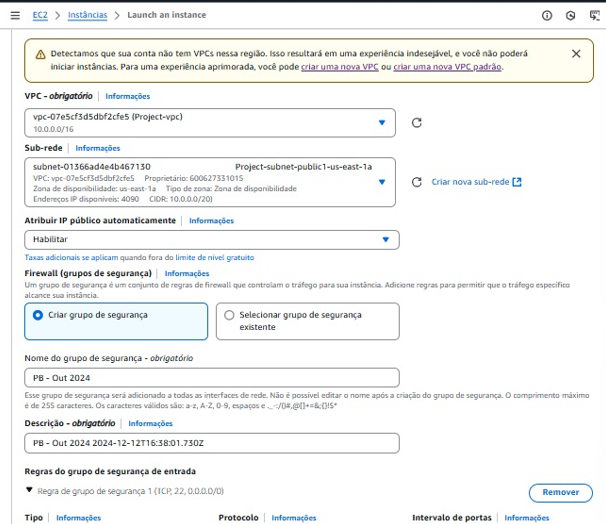 EC2 > Instâncias > Launch an instance
Detectamos que sua conta não tem VPCs nessa região. Isso resultará em uma experiência indesejável, e você não poderá
iniciar instâncias. Para uma experiência aprimorada, você pode criar uma nova VPC ou criar uma nova VPC padrão.
VPC - obrigatório | Informações
vpc-07e5cf3d5dbf2cfe5 (Project-vpc)
10.0.0.0/16
Sub-rede | Informações
subnet-01366ad4e4b467130 Project-subnet-public1-us-east-1a
VPC: vpc-07e5cf3d5dbf2cfe5 Proprietário: 600627331015
Zona de disponibilidade: us-east-1a Tipo de zona: Zona de disponibilidade
Endereços IP disponíveis: 4090 CIDR: 10.0.0.0/20)
Criar nova sub-rede
Atribuir IP público automaticamente | Informações
Habilitar
Taxas adicionais se aplicam quando fora do limite de nível gratuito
Firewall (grupos de segurança) | Informações
Um grupo de segurança é um conjunto de regras de firewall que controlam o tráfego para sua instância. Adicione regras para permitir que o tráfego específico
alcance sua instância.
Criar grupo de segurança
Selecionar grupo de segurança
existente
Nome do grupo de segurança - obrigatório
PB - Out 2024
Esse grupo de segurança será adicionado a todas as interfaces de rede. Não é possível editar o nome após a criação do grupo de segurança. O comprimento máximo
é de 255 caracteres. Os caracteres válidos são: a-z, A-Z, 0-9, espaços e ._-:/()#,@[]+=&;{}!$*
Descrição - obrigatório | Informações
PB - Out 2024 2024-12-12T16:38:01.730Z
Regras do grupo de segurança de entrada
Regra de grupo de segurança 1 (TCP, 22, 0.0.0.0/0)
Remover
Tipo | Informações
Protocolo | Informações
Intervalo de portas | Informações